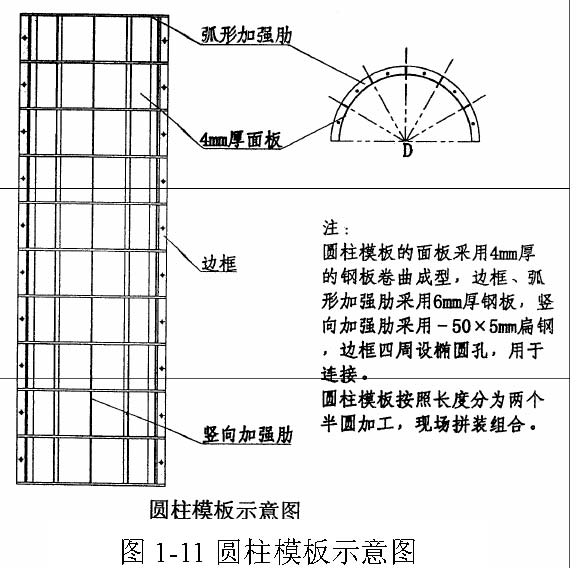 弧形加强肋
4mm厚面板
D
边框
竖向加强肋
注：
圆柱模板的面板采用4mm厚
的钢板卷曲成型，边框、弧
形加强肋采用6mm厚钢板，竖
向加强肋采用－50×5mm扁钢
，边框四周设椭圆孔，用于
连接。
圆柱模板按照长度分为两个
半圆加工，现场拼装组合。
圆柱模板示意图
图 1-11 圆柱模板示意图